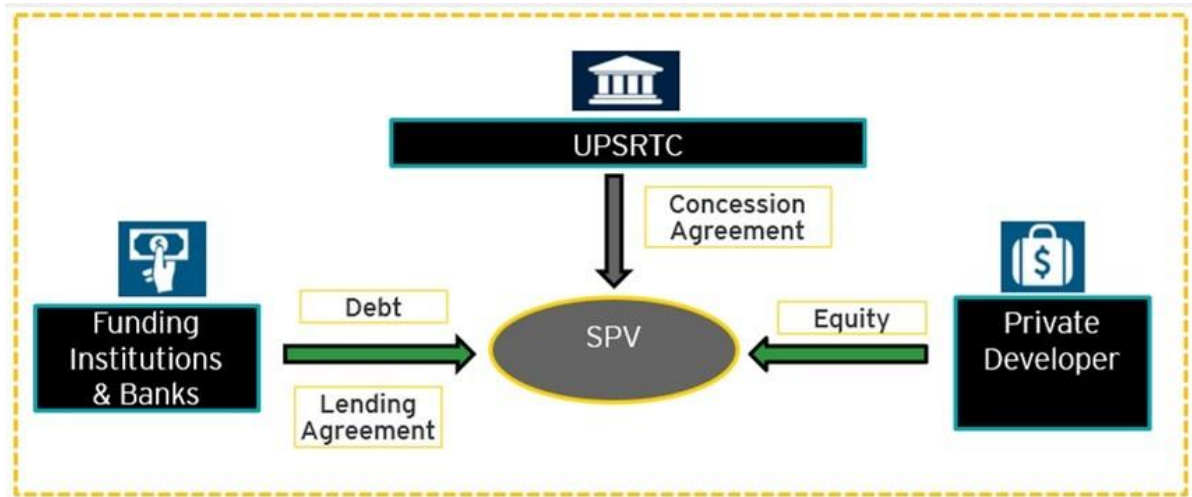 UPSRTC
Concession
Agreement
Funding
Institutions
& Banks
Debt
Lending
Agreement
SPV
Equity
Private
Developer
$